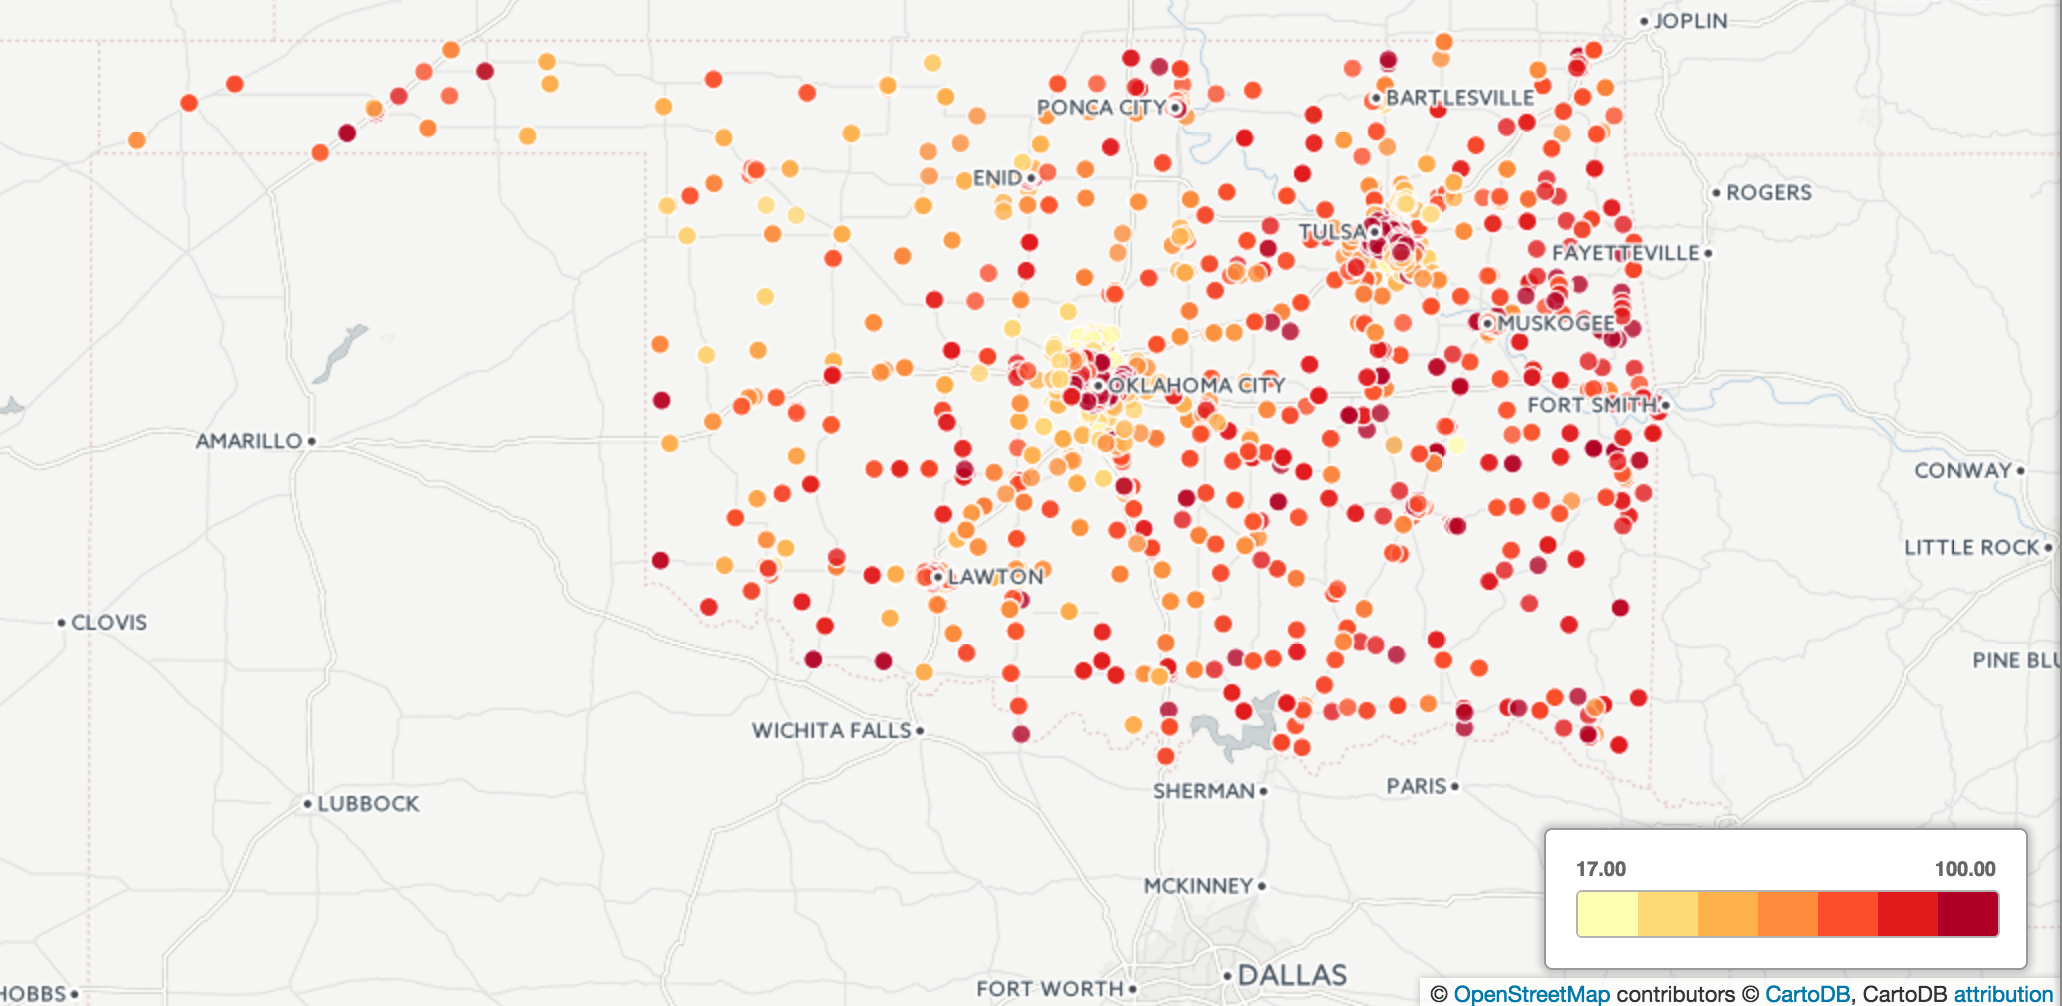 JOPLIN
PONCA CITY
BARTLESVILLE
ENID
ROGERS
TULSA
FAYETTEVILLE
MUSKOGEE
OKLAHOMA CITY
FORT SMITH
AMARILLO
CONWAY
LITTLE ROCK
LAWTON
CLOVIS
PINE BLU
WICHITA FALLS
SHERMAN
PARIS
LUBBOCK
17.00 100.00
MCKINNEY
DALLAS
FORT WORTH
HOBBS
© OpenStreetMap contributors © CartoDB, CartoDB attribution